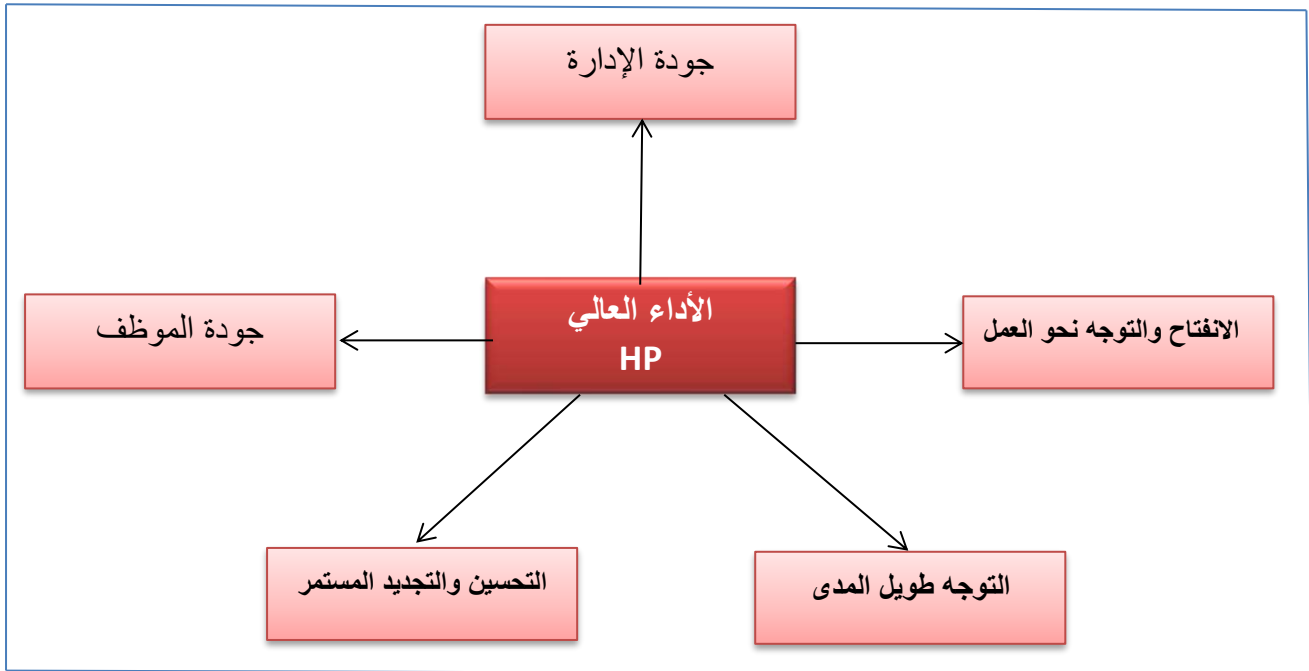 جودة الإدارة
الأداء العالي
HP
الانفتاح والتوجه نحو العمل
جودة الموظف
التوجه طويل المدى
التحسين والتجديد المستمر